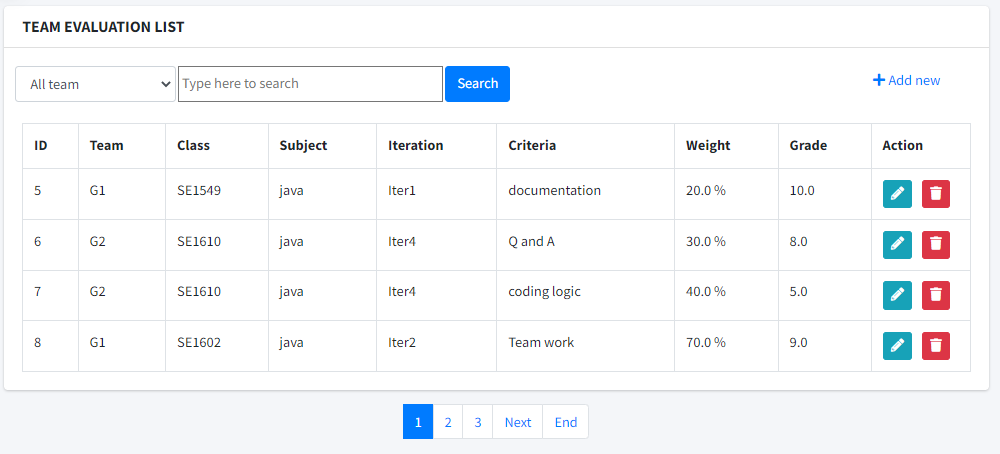 TEAM EVALUATION LIST
All team Type here to search Search Add new
ID Team Class Subject Iteration Criteria Weight Grade Action
5 G1 SE1549 java Iter1 documentation 20.0 % 10.0
6 G2 SE1610 java Iter4 Q and A 30.0 % 8.0
7 G2 SE1610 java Iter4 coding logic 40.0 % 5.0
8 G1 SE1602 java Iter2 Team work 70.0 % 9.0
1 2 3 Next End